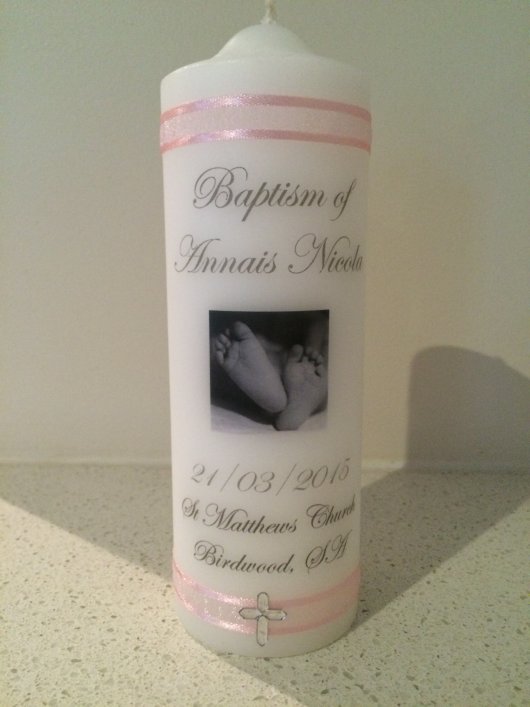 Baptism of
Annais Nicola
21/03/2015
St Matthews Church
Birdwood, SA